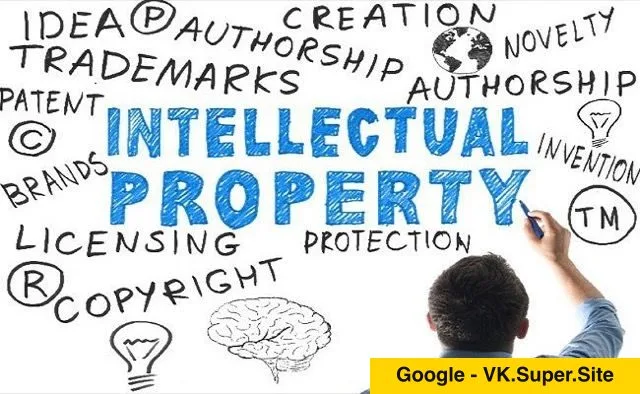 IDEA
Ⓟ
CREATION
AUTHORSHIP
NOVELTY
TRADEMARKS
AUTHORSHIP
PATENT
©
INTELLECTUAL
INVENTION
BRANDS
PROPERTY
TM
LICENSING
PROTECTION
®
COPYRIGHT
Google - VK.Super.Site